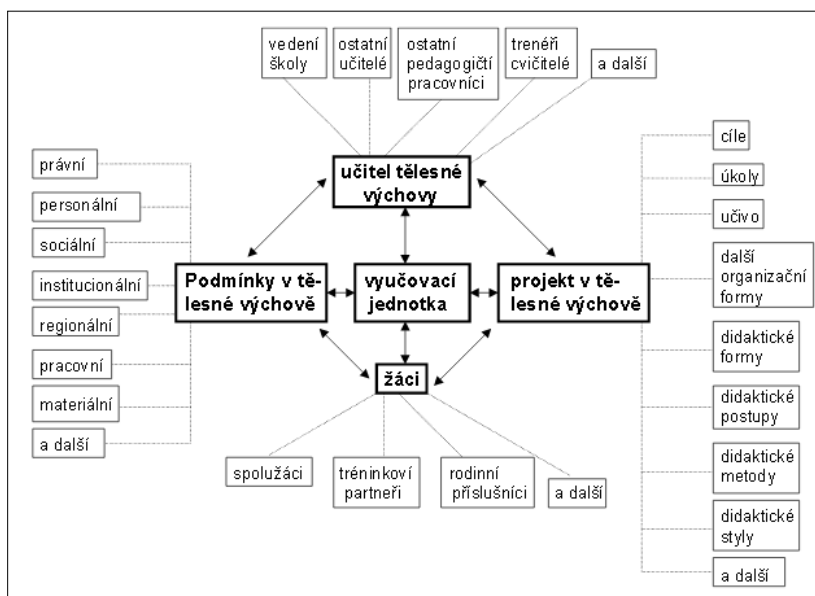 vedení
školy
ostatní
učitelé
ostatní
pedagogičtí
pracovníci
trenéři
cvičitelé
a další
učitel tělesné
výchovy
právní
personální
sociální
institucionální
regionální
pracovní
materiální
a další
Podmínky v tě-
lesné výchově
vyučovací
jednotka
projekt v tě-
lesné výchově
žáci
spolužáci
tréninkoví
partneři
rodinní
příslušníci
a další
cíle
úkoly
učivo
další
organizační
formy
didaktické
formy
didaktické
postupy
didaktické
metody
didaktické
styly
a další